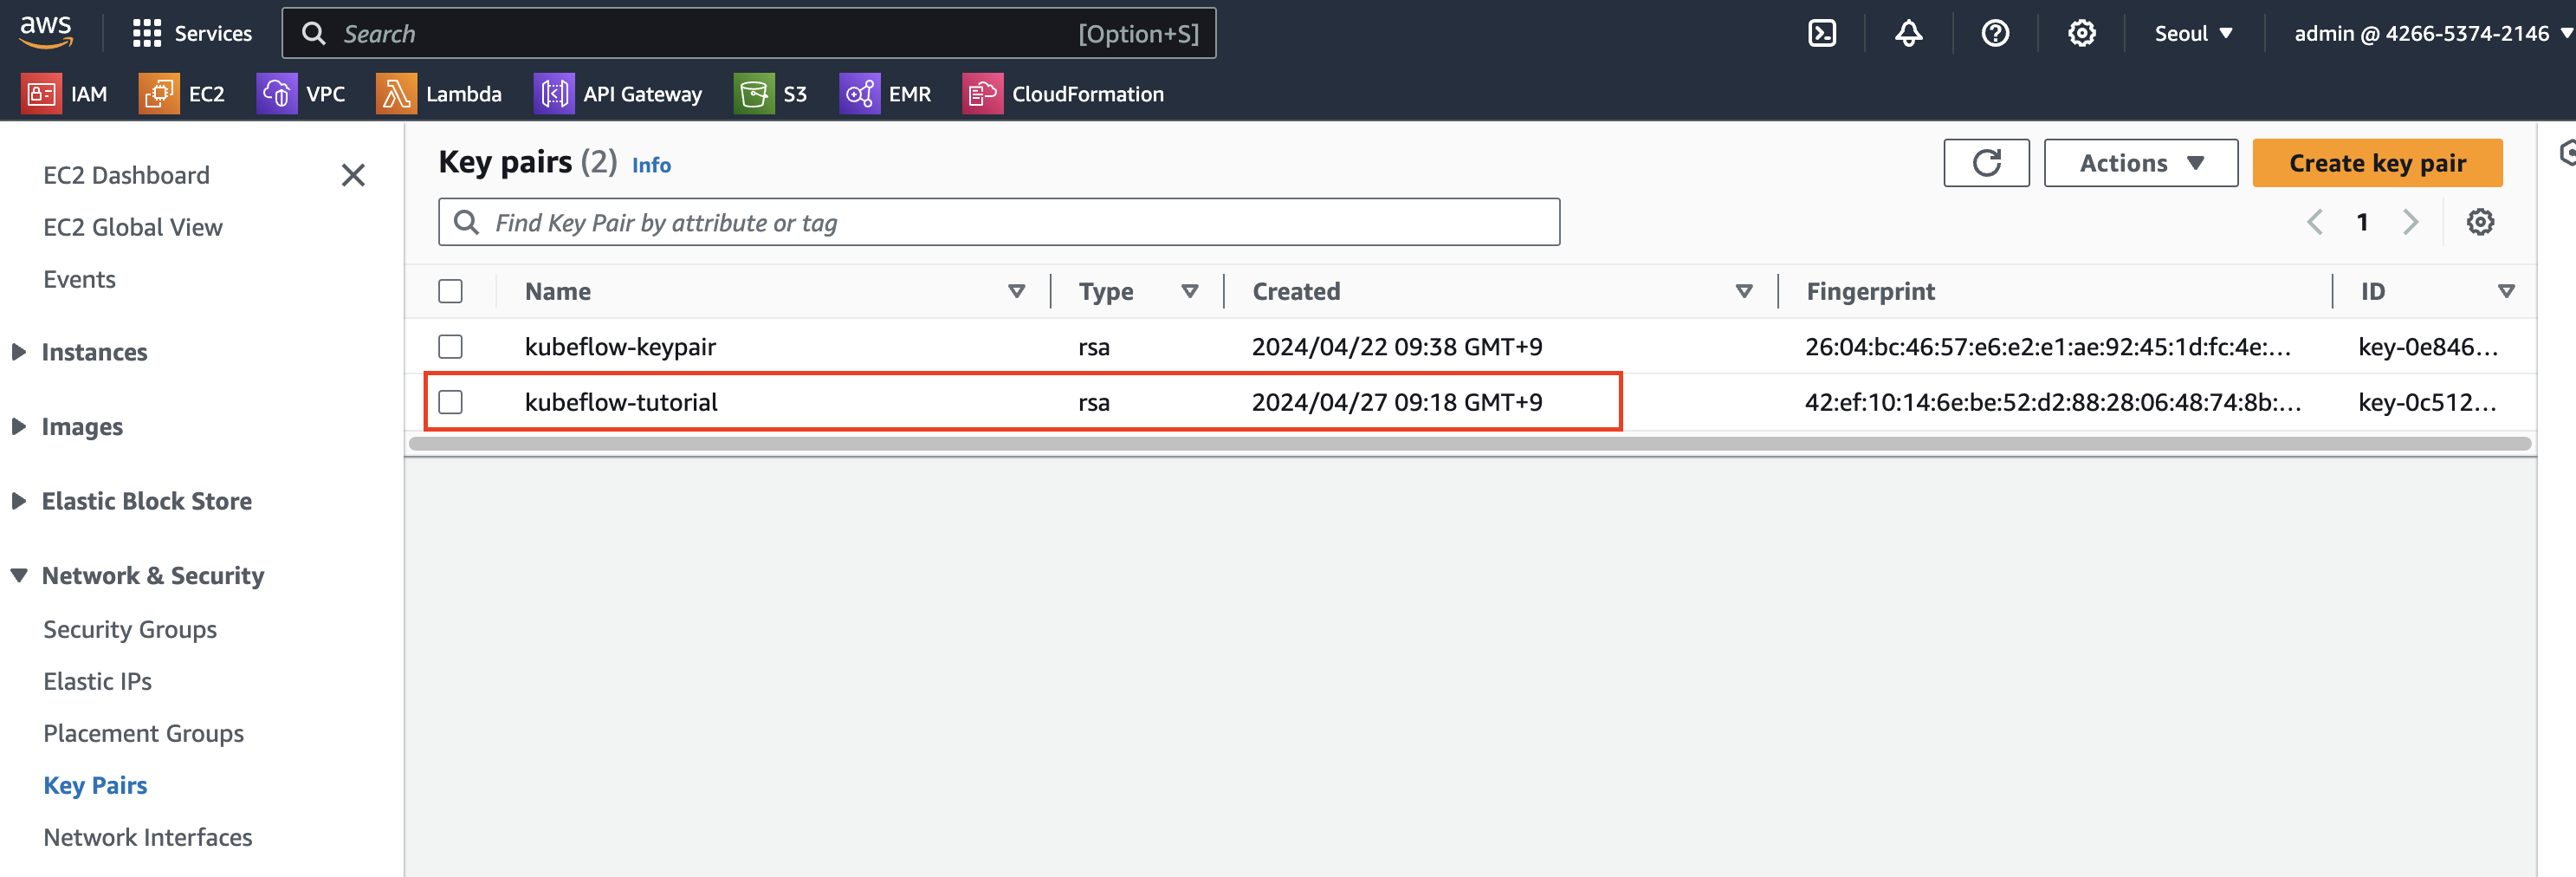 aws
Services
Search
[Option+S]
Seoul
admin @ 4266-5374-2146
IAM
EC2
VPC
Lambda
API Gateway
S3
EMR
CloudFormation
EC2 Dashboard
EC2 Global View
Events
Instances
Images
Elastic Block Store
Network & Security
Security Groups
Elastic IPs
Placement Groups
Key Pairs
Network Interfaces
Key pairs (2) Info
Actions
Create key pair
Find Key Pair by attribute or tag
1
Name Type Created Fingerprint ID
kubeflow-keypair rsa 2024/04/22 09:38 GMT+9 26:04:bc:46:57:e6:e2:e1:ae:92:45:1d:fc:4e:... key-0e846...
kubeflow-tutorial rsa 2024/04/27 09:18 GMT+9 42:ef:10:14:6e:be:52:d2:88:28:06:48:74:8b:... key-0c512...